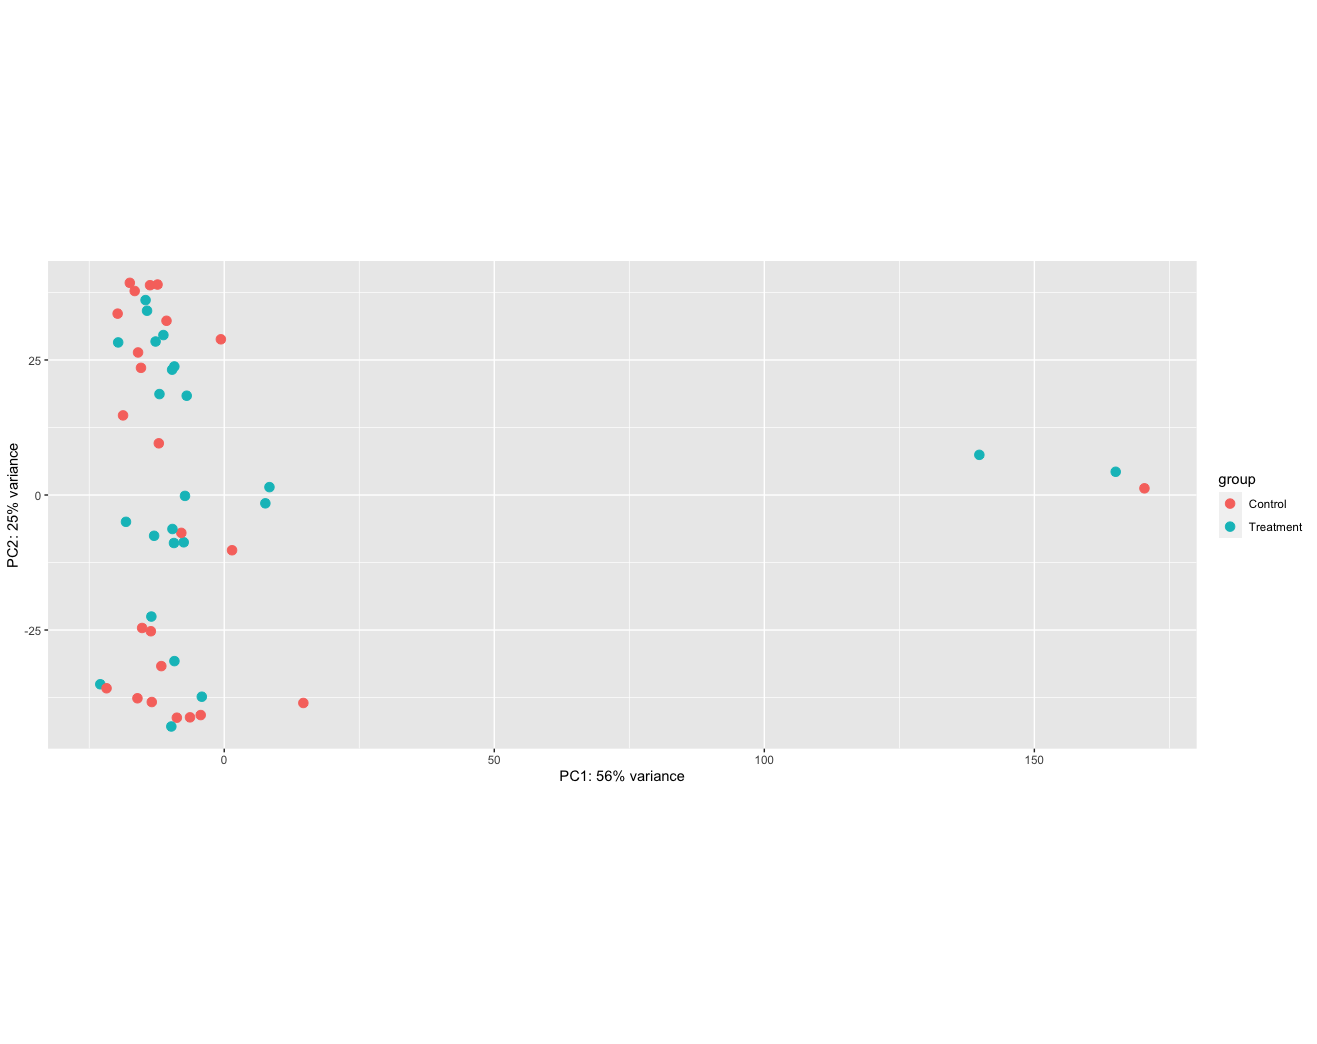 25
0
-25
PC2: 25% variance
0
50
100
150
PC1: 56% variance
group
Control
Treatment